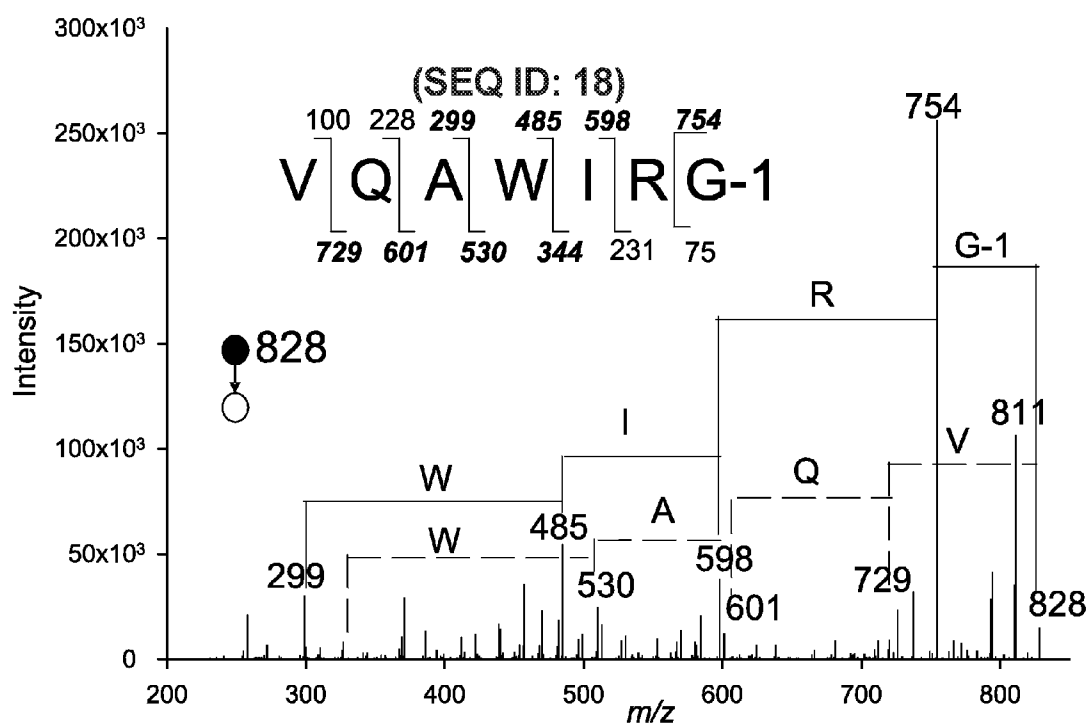 300x10³
250x10³
200x10³
150x10³
100x10³
50x10³
0
Intensity
(SEQ ID: 18)
100 228 299 485 598 754
V Q A W I R G-1
729 601 530 344 231 75
828
754
G-1
R
811
I
V
W
Q
485
A
W
598
299
530
729
601
828
200 300 400 500 600 700 800
m/z